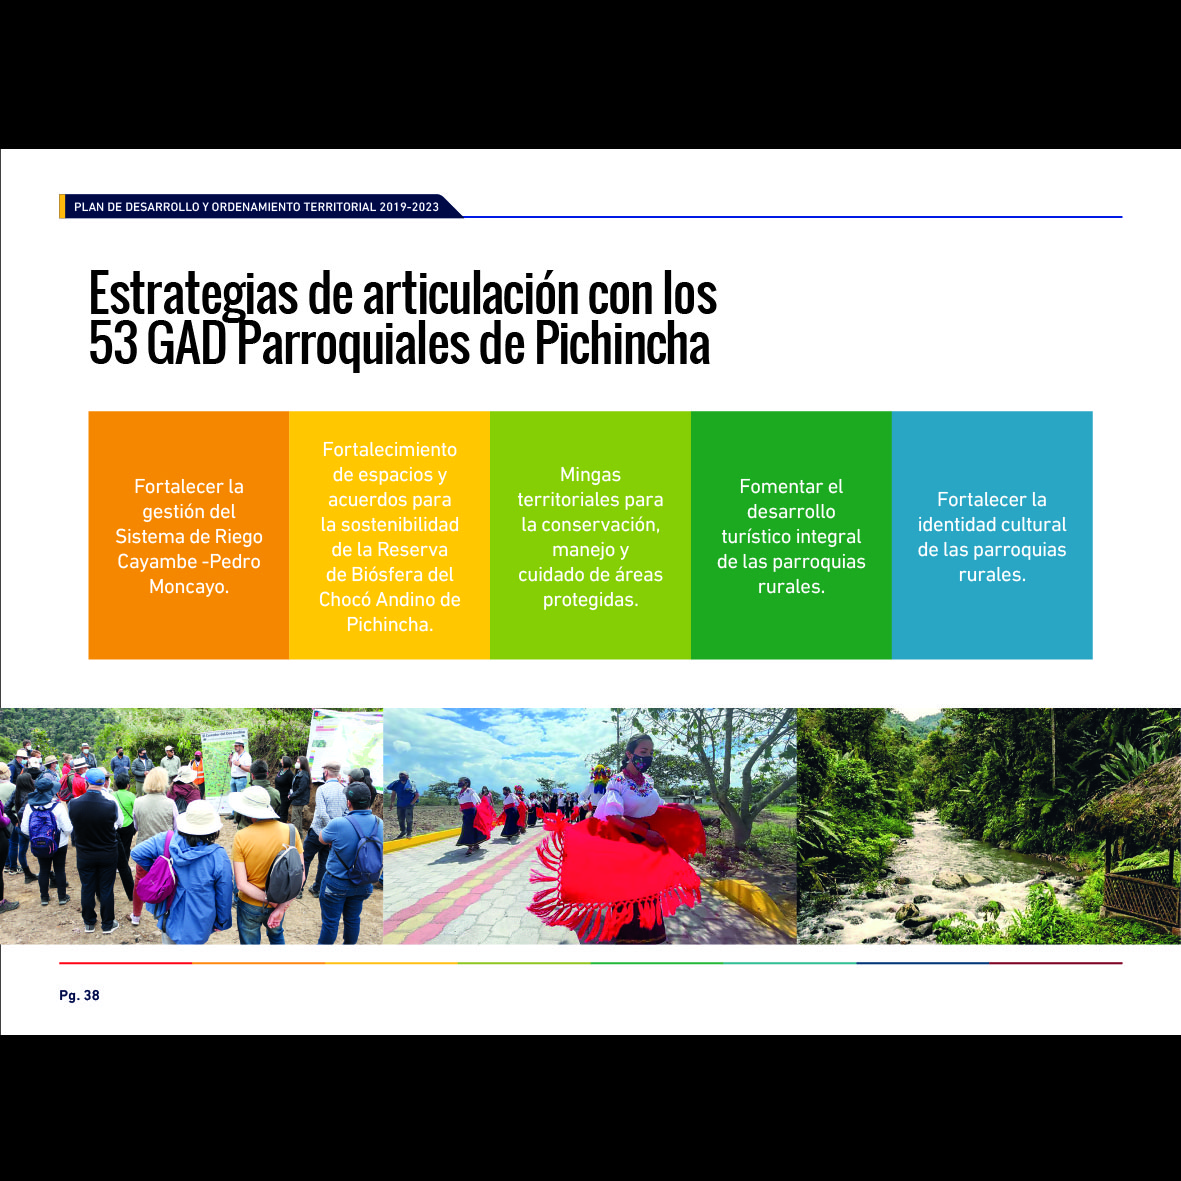 PLAN DE DESARROLLO Y ORDENAMIENTO TERRITORIAL 2019-2023
Estrategias de articulación con los
53 GAD Parroquiales de Pichincha
Fortalecer la
gestión del
Sistema de Riego
Cayambe -Pedro
Moncayo.
Fortalecimiento
de espacios y
acuerdos para
la sostenibilidad
de la Reserva
de Biósfera del
Chocó Andino de
Pichincha.
Mingas
territoriales para
la conservación,
manejo y
cuidado de áreas
protegidas.
Fomentar el
desarrollo
turístico integral
de las parroquias
rurales.
Fortalecer la
identidad cultural
de las parroquias
rurales.
Pg. 38